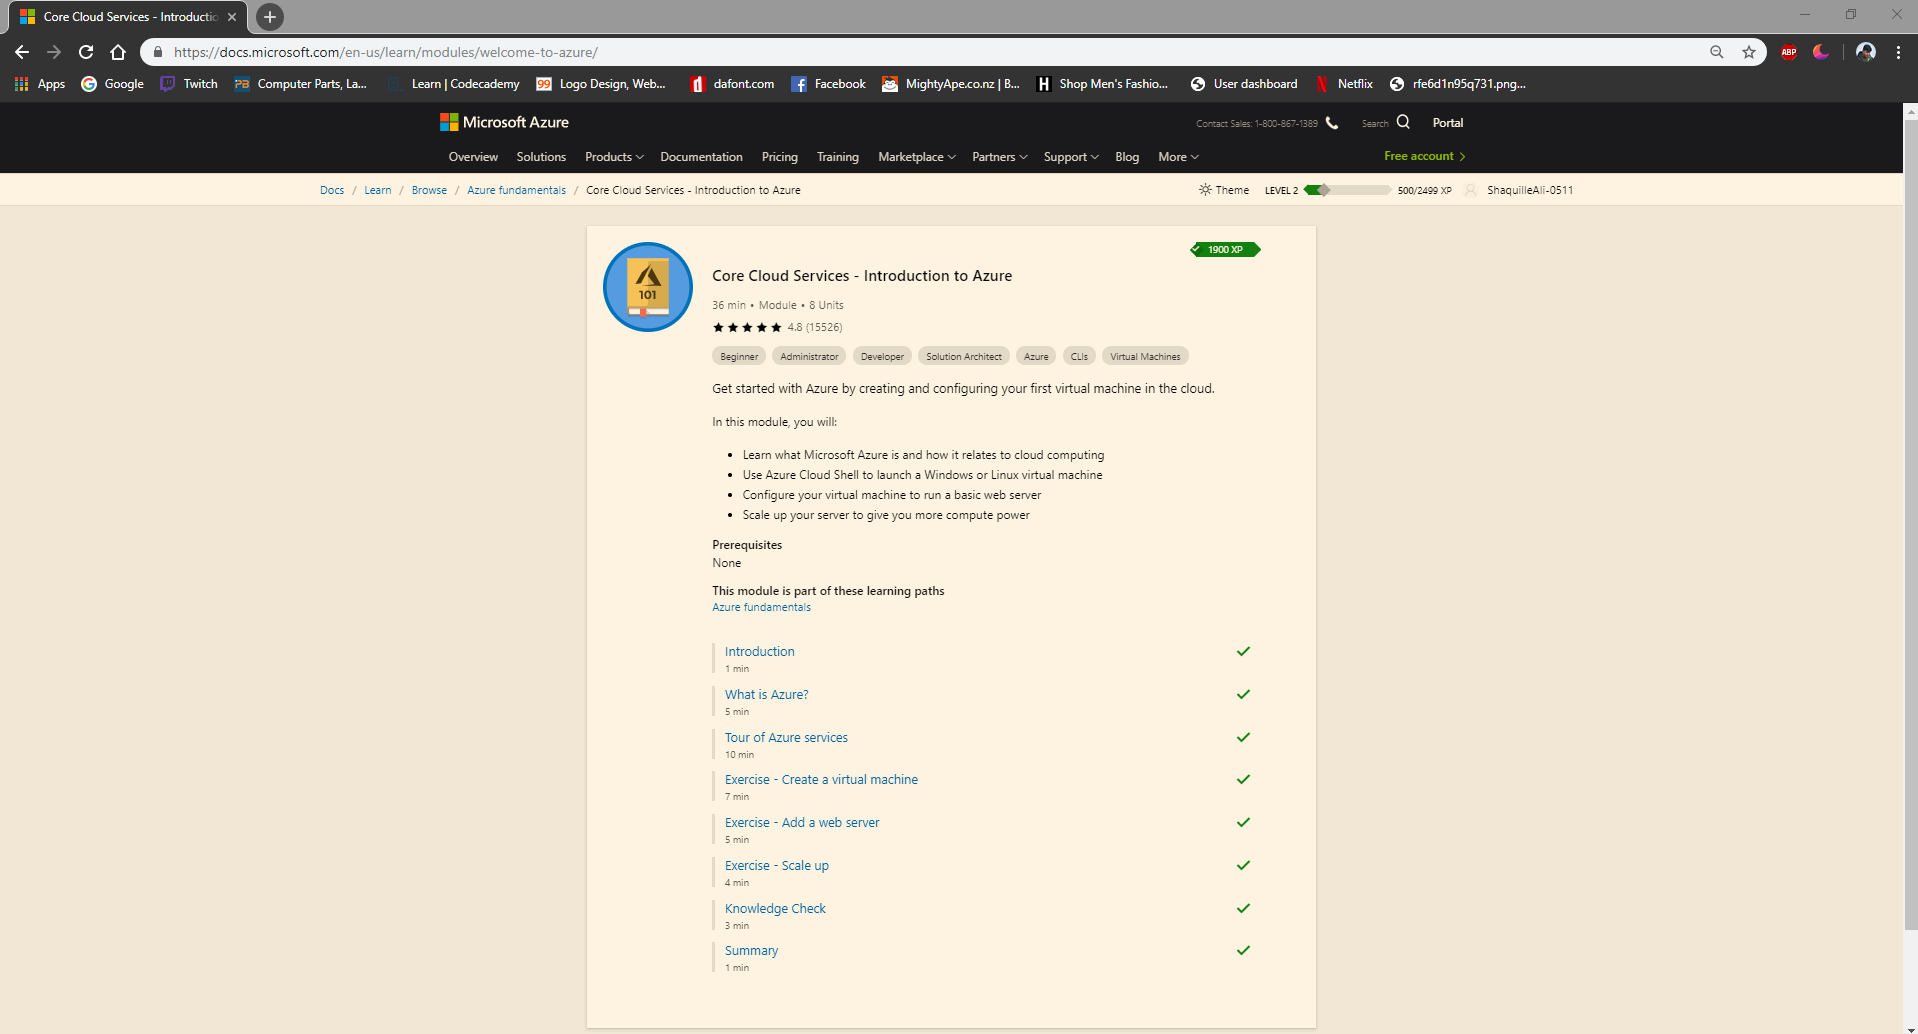 Core Cloud Services - Introductio
https://docs.microsoft.com/en-us/learn/modules/welcome-to-azure/
ABP
Apps Google Twitch PB Computer Parts, La... Learn | Codecademy 99 Logo Design, Web... d dafont.com f Facebook MightyApe.co.nz | B... H Shop Men's Fashio... User dashboard N Netflix rfe6d1n95q731.png...
Microsoft Azure
Contact Sales: 1-800-867-1389 Search Portal
Overview Solutions Products Documentation Pricing Training Marketplace Partners Support Blog More Free account
Docs / Learn / Browse / Azure fundamentals / Core Cloud Services - Introduction to Azure Theme LEVEL 2 500/2499 XP ShaquilleAli-0511
1900 XP
101
Core Cloud Services - Introduction to Azure
36 min • Module • 8 Units
4.8 (15526)
Beginner Administrator Developer Solution Architect Azure CLIs Virtual Machines
Get started with Azure by creating and configuring your first virtual machine in the cloud.
In this module, you will:
• Learn what Microsoft Azure is and how it relates to cloud computing
• Use Azure Cloud Shell to launch a Windows or Linux virtual machine
• Configure your virtual machine to run a basic web server
• Scale up your server to give you more compute power
Prerequisites
None
This module is part of these learning paths
Azure fundamentals
Introduction
1 min
What is Azure?
5 min
Tour of Azure services
10 min
Exercise - Create a virtual machine
7 min
Exercise - Add a web server
5 min
Exercise - Scale up
4 min
Knowledge Check
3 min
Summary
1 min